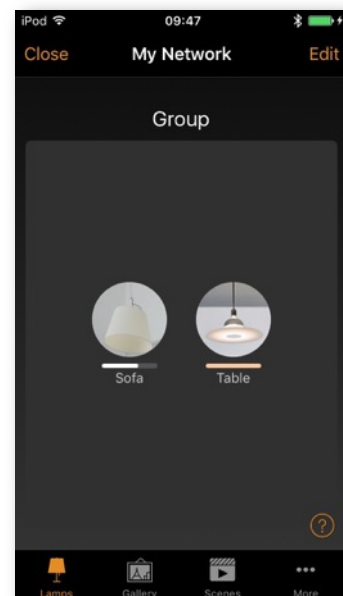 iPod 09:47
Close My Network Edit
Group
Sofa Table
?
Lamps Gallery Scenes More